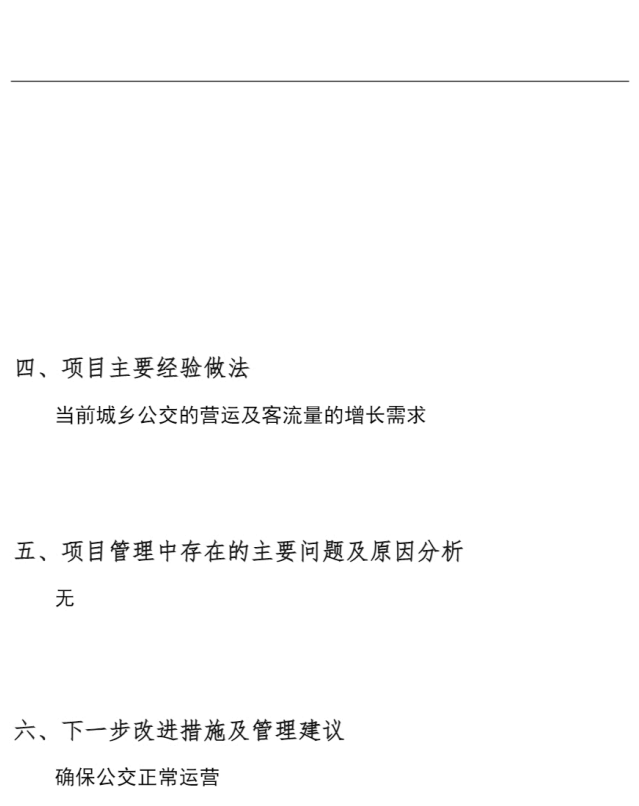 四、项目主要经验做法
当前城乡公交的营运及客流量的增长需求
五、项目管理中存在的主要问题及原因分析
无
六、下一步改进措施及管理建议
确保公交正常运营